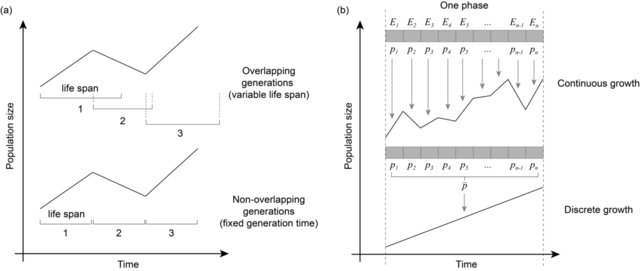 (a)
Population size
life span
1
2
3
Overlapping
generations
(variable life span)
life span
1
2
3
Non-overlapping
generations
(fixed generation time)
Time
(b)
Population size
One phase
E1 E2 E3 E4 E5 ... En-1 En
p1 p2 p3 p4 p5 ... pn-1 pn
Continuous growth
p1 p2 p3 p4 p5 ... pn-1 pn
p̅
Discrete growth
Time